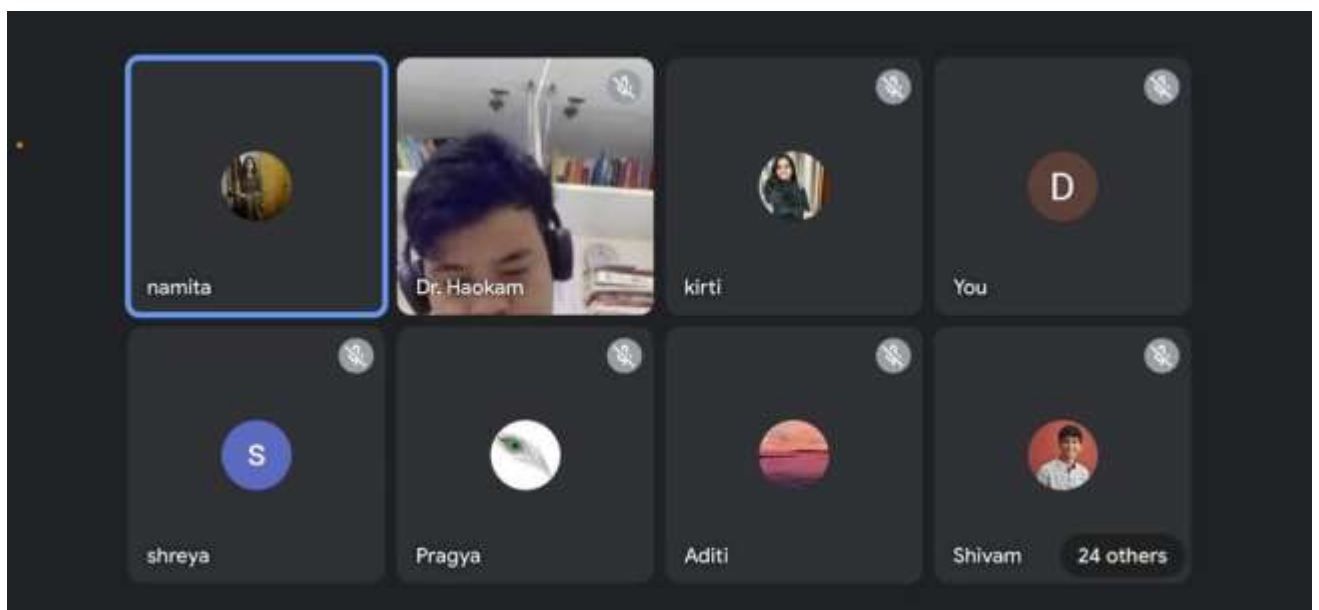 namita
Dr. Haokam
kirti
D
You
S
shreya
Pragya
Aditi
Shivam
24 others